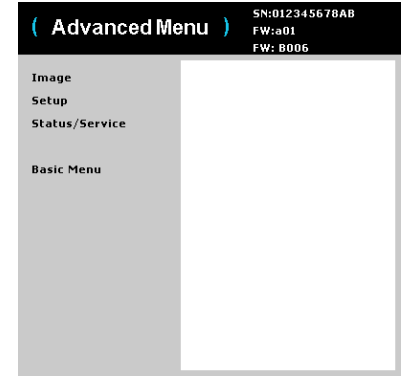 ( Advanced Menu )
SN:012345678AB
FW:a01
FW: B006
Image
Setup
Status/Service
Basic Menu